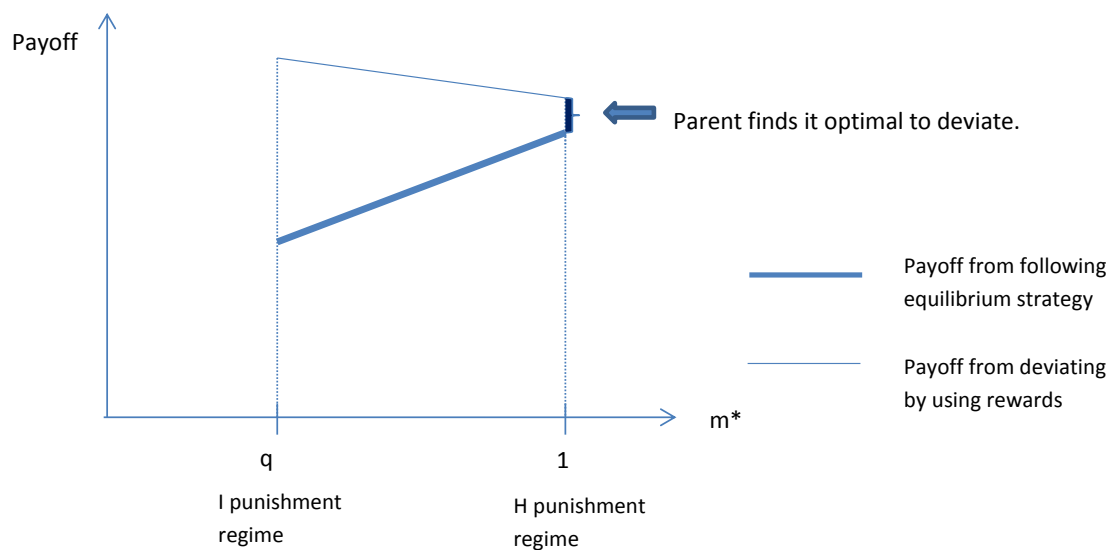 Payoff
Parent finds it optimal to deviate.
Payoff from following
equilibrium strategy
Payoff from deviating
by using rewards
m*
q
1
I punishment
regime
H punishment
regime